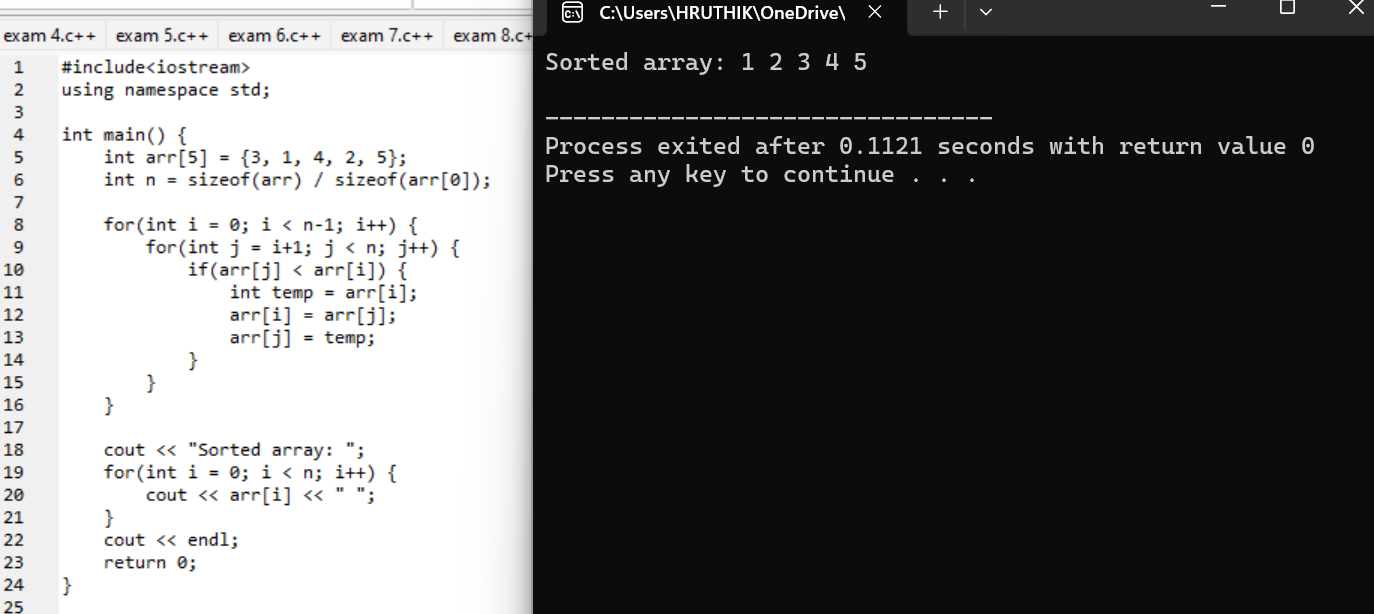 exam 4.c++ exam 5.c++ exam 6.c++ exam 7.c++ exam 8.c+
1 #include<iostream>
2 using namespace std;
3
4 int main() {
5     int arr[5] = {3, 1, 4, 2, 5};
6     int n = sizeof(arr) / sizeof(arr[0]);
7
8     for(int i = 0; i < n-1; i++) {
9         for(int j = i+1; j < n; j++) {
10             if(arr[j] < arr[i]) {
11                 int temp = arr[i];
12                 arr[i] = arr[j];
13                 arr[j] = temp;
14             }
15         }
16     }
17
18     cout << "Sorted array: ";
19     for(int i = 0; i < n; i++) {
20         cout << arr[i] << " ";
21     }
22     cout << endl;
23     return 0;
24 }
25
C:\Users\HRUTHIK\OneDrive\
Sorted array: 1 2 3 4 5
--------------------------------
Process exited after 0.1121 seconds with return value 0
Press any key to continue . . .